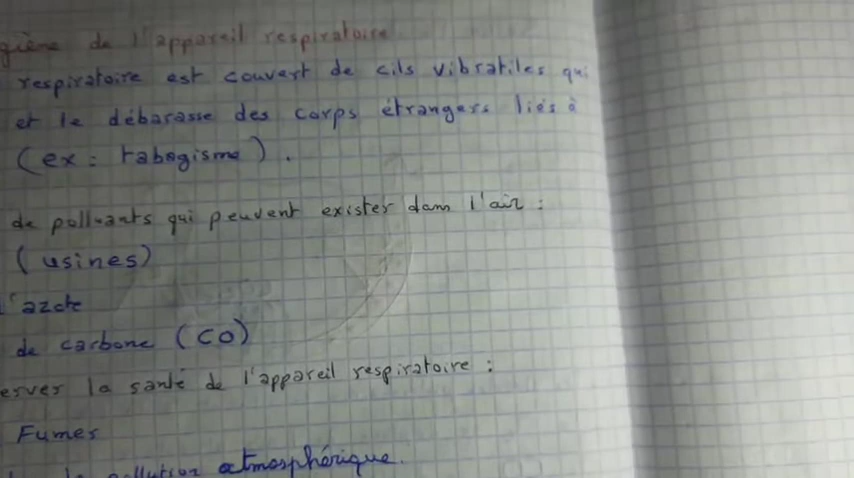 giène de l'appareil respiratoire
respiratoire est couvert de cils vibratiles qui
et le débarasse des corps étrangers liés à
(ex : tabagisme).
de polluants qui peuvent exister dam l'air :
(usines)
l'azote
de carbone (CO)
erver la santé de l'appareil respiratoire :
Fumer
la pollution atmosphérique.